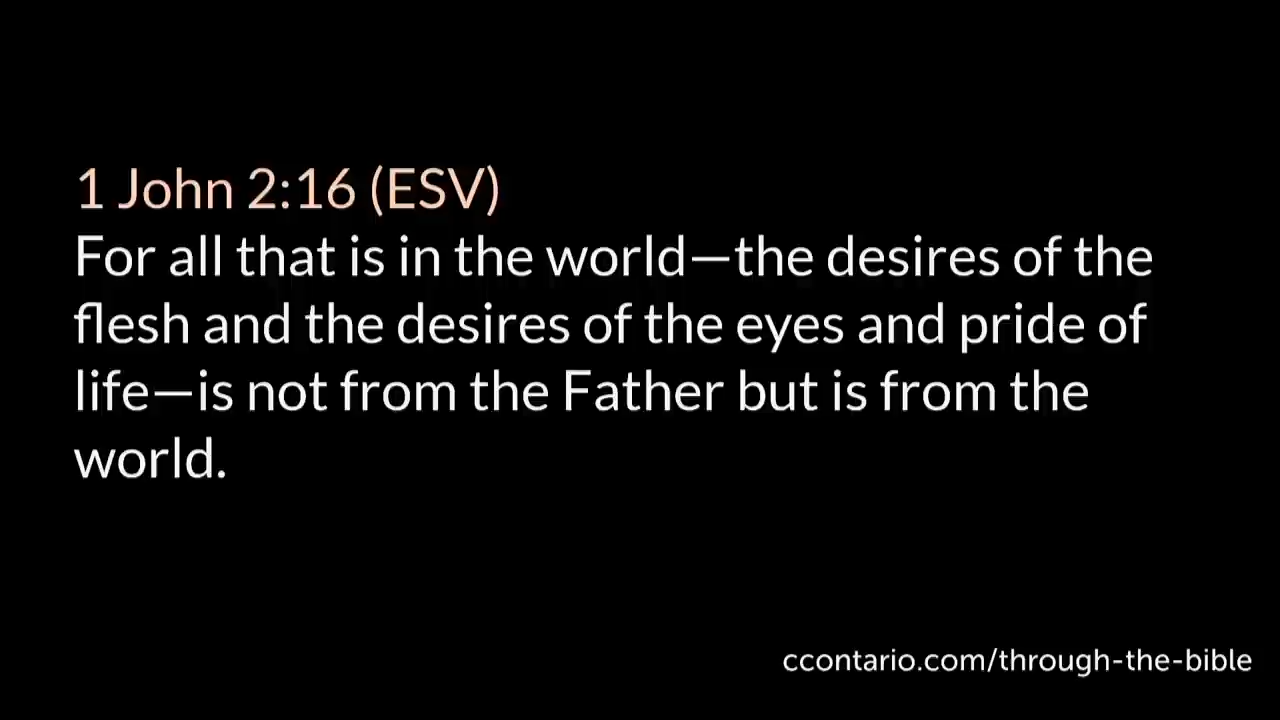 1 John 2:16 (ESV)
For all that is in the world—the desires of the
flesh and the desires of the eyes and pride of
life—is not from the Father but is from the
world.
ccontario.com/through-the-bible